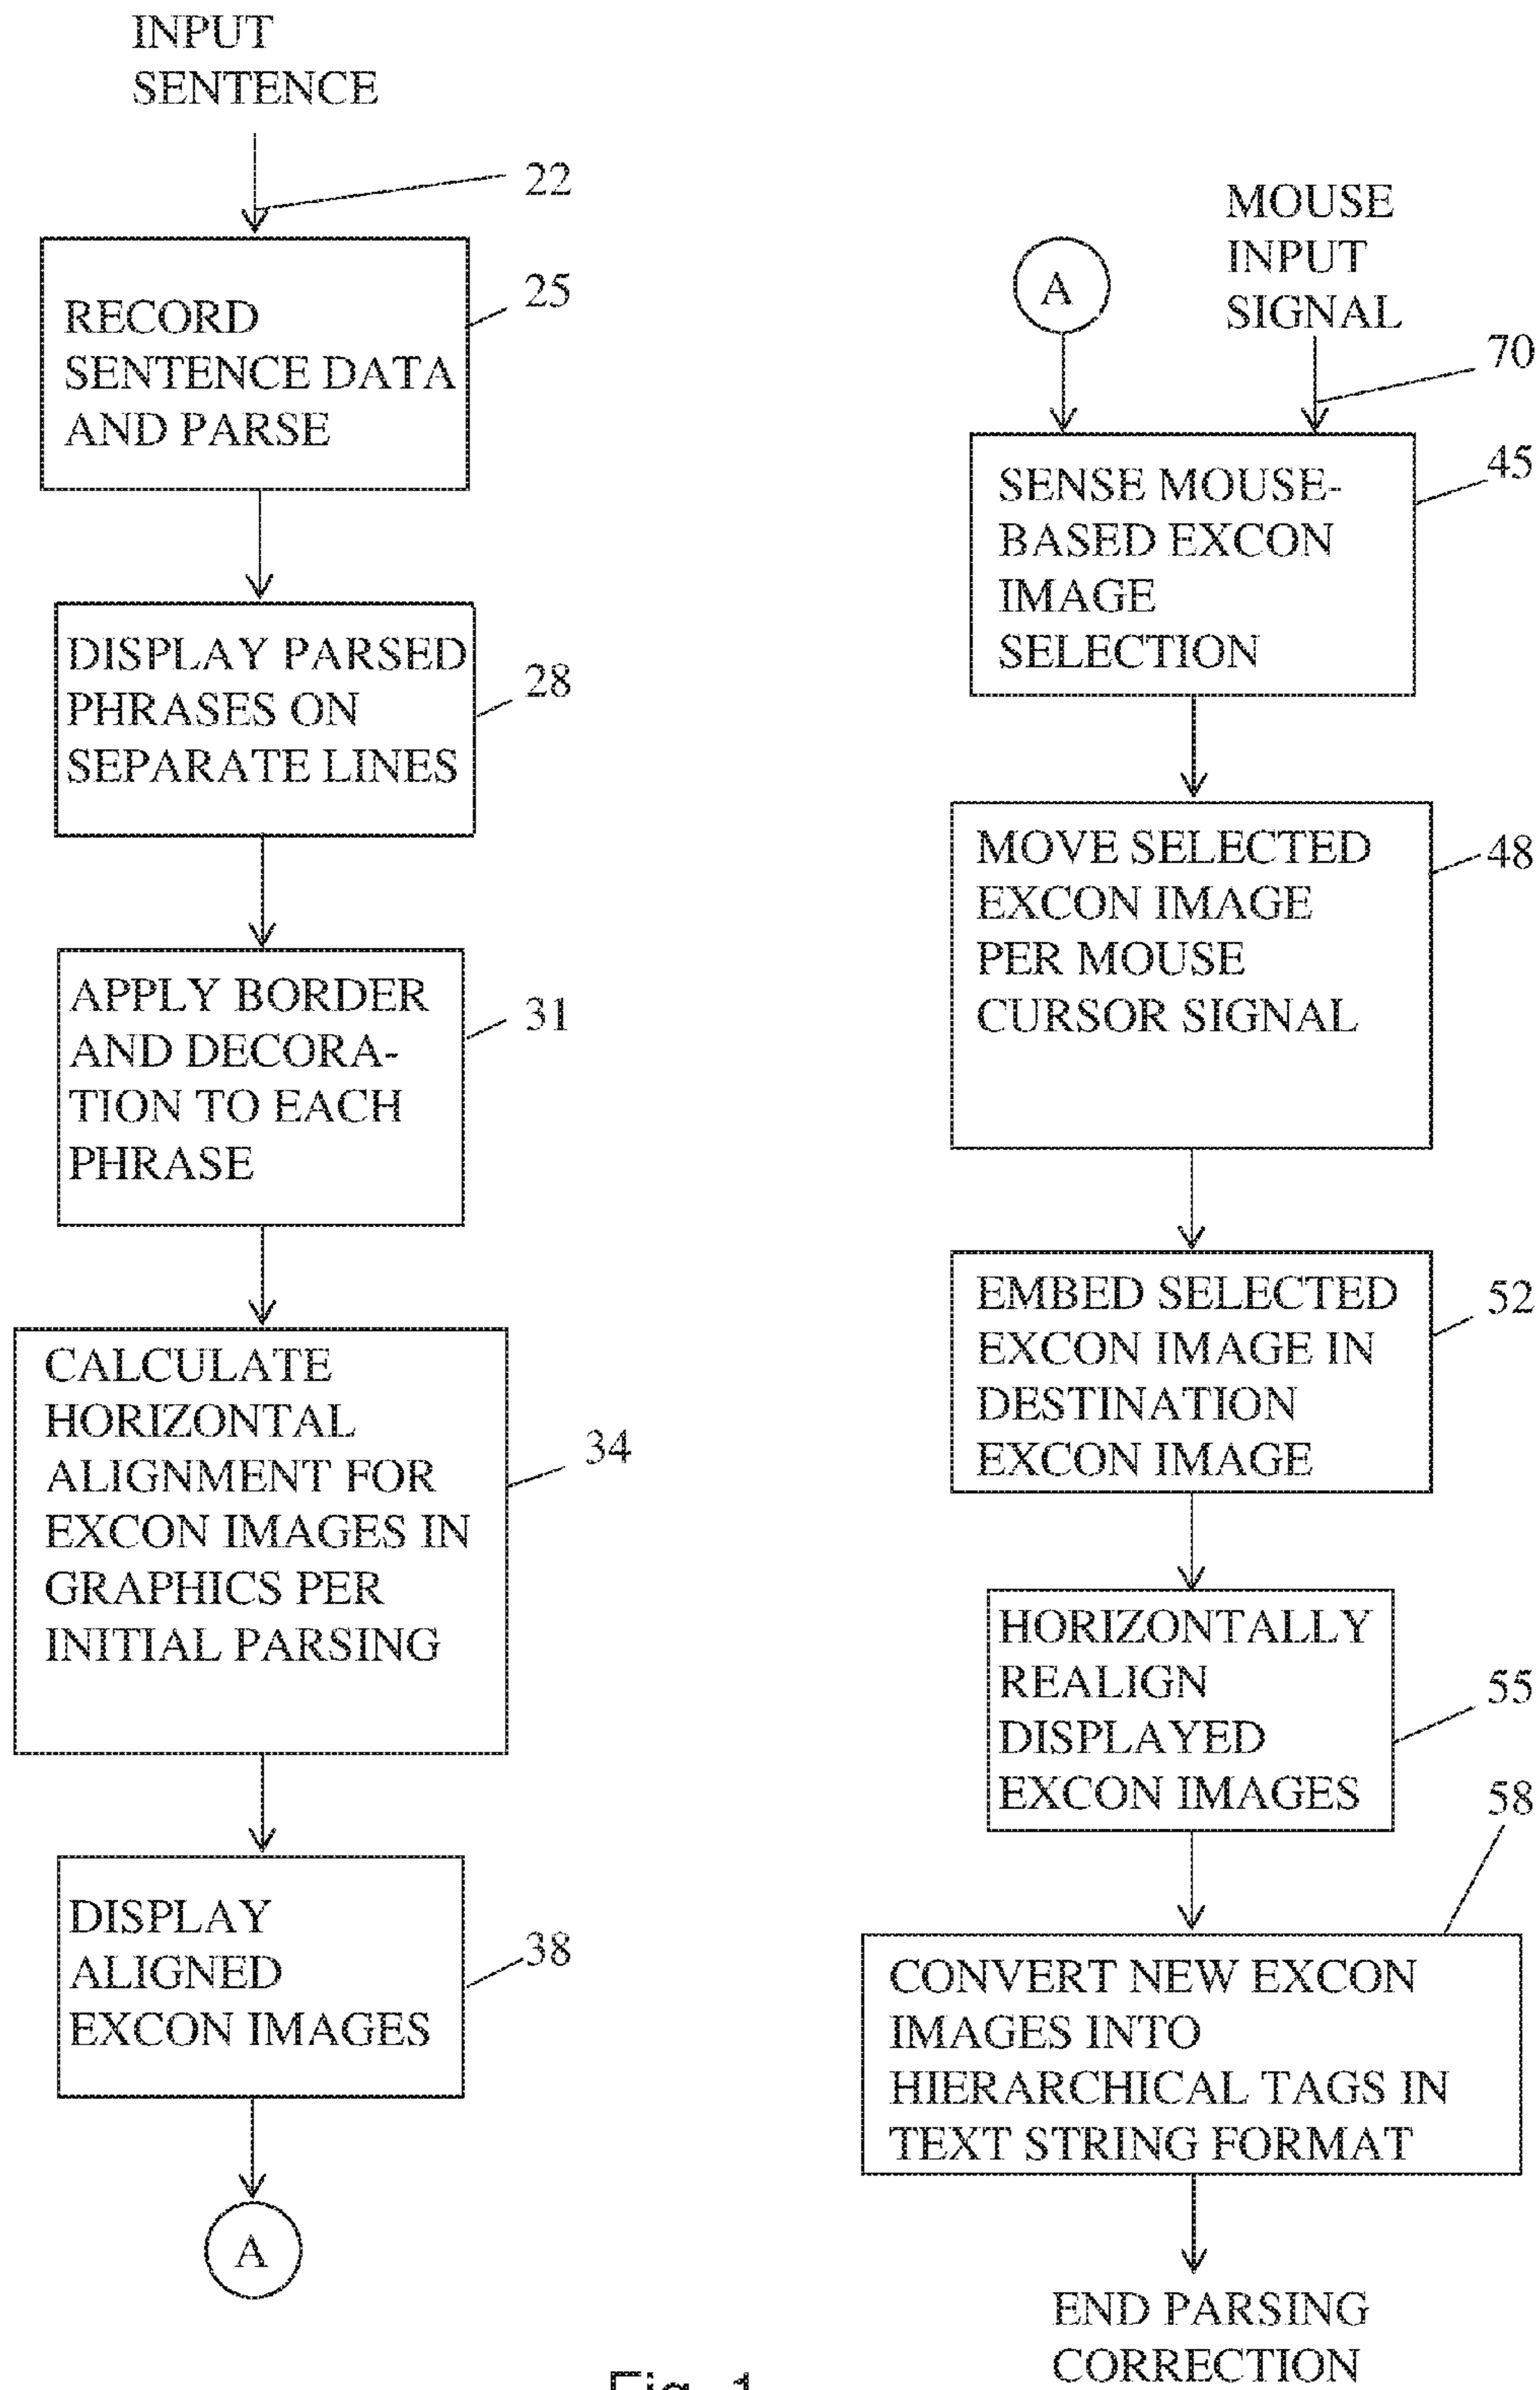 INPUT
SENTENCE
22
RECORD
SENTENCE DATA
AND PARSE
25
DISPLAY PARSED
PHRASES ON
SEPARATE LINES
28
APPLY BORDER
AND DECORA-
TION TO EACH
PHRASE
31
CALCULATE
HORIZONTAL
ALIGNMENT FOR
EXCON IMAGES IN
GRAPHICS PER
INITIAL PARSING
34
DISPLAY
ALIGNED
EXCON IMAGES
38
A
A
MOUSE
INPUT
SIGNAL
70
SENSE MOUSE-
BASED EXCON
IMAGE
SELECTION
45
MOVE SELECTED
EXCON IMAGE
PER MOUSE
CURSOR SIGNAL
48
EMBED SELECTED
EXCON IMAGE IN
DESTINATION
EXCON IMAGE
52
HORIZONTALLY
REALIGN
DISPLAYED
EXCON IMAGES
55
58
CONVERT NEW EXCON
IMAGES INTO
HIERARCHICAL TAGS IN
TEXT STRING FORMAT
END PARSING
CORRECTION
Fig. 1